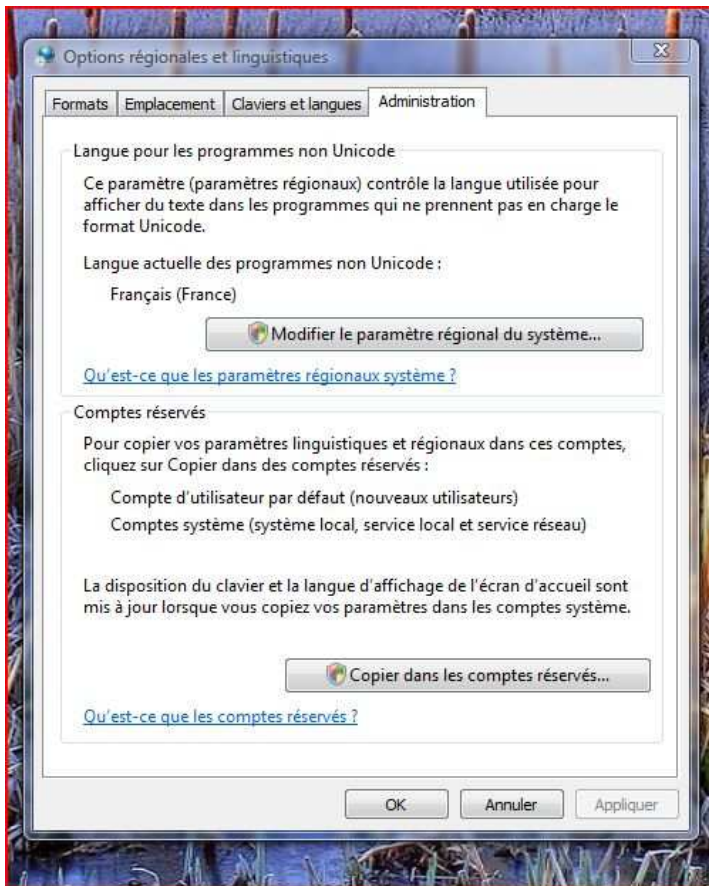 Options régionales et linguistiques
Formats Emplacement Claviers et langues Administration
Langue pour les programmes non Unicode
Ce paramètre (paramètres régionaux) contrôle la langue utilisée pour
afficher du texte dans les programmes qui ne prennent pas en charge le
format Unicode.
Langue actuelle des programmes non Unicode :
Français (France)
Modifier le paramètre régional du système...
Qu'est-ce que les paramètres régionaux système ?
Comptes réservés
Pour copier vos paramètres linguistiques et régionaux dans ces comptes,
cliquez sur Copier dans des comptes réservés :
Compte d'utilisateur par défaut (nouveaux utilisateurs)
Comptes système (système local, service local et service réseau)
La disposition du clavier et la langue d'affichage de l'écran d'accueil sont
mis à jour lorsque vous copiez vos paramètres dans les comptes système.
Copier dans les comptes réservés...
Qu'est-ce que les comptes réservés ?
OK Annuler Appliquer